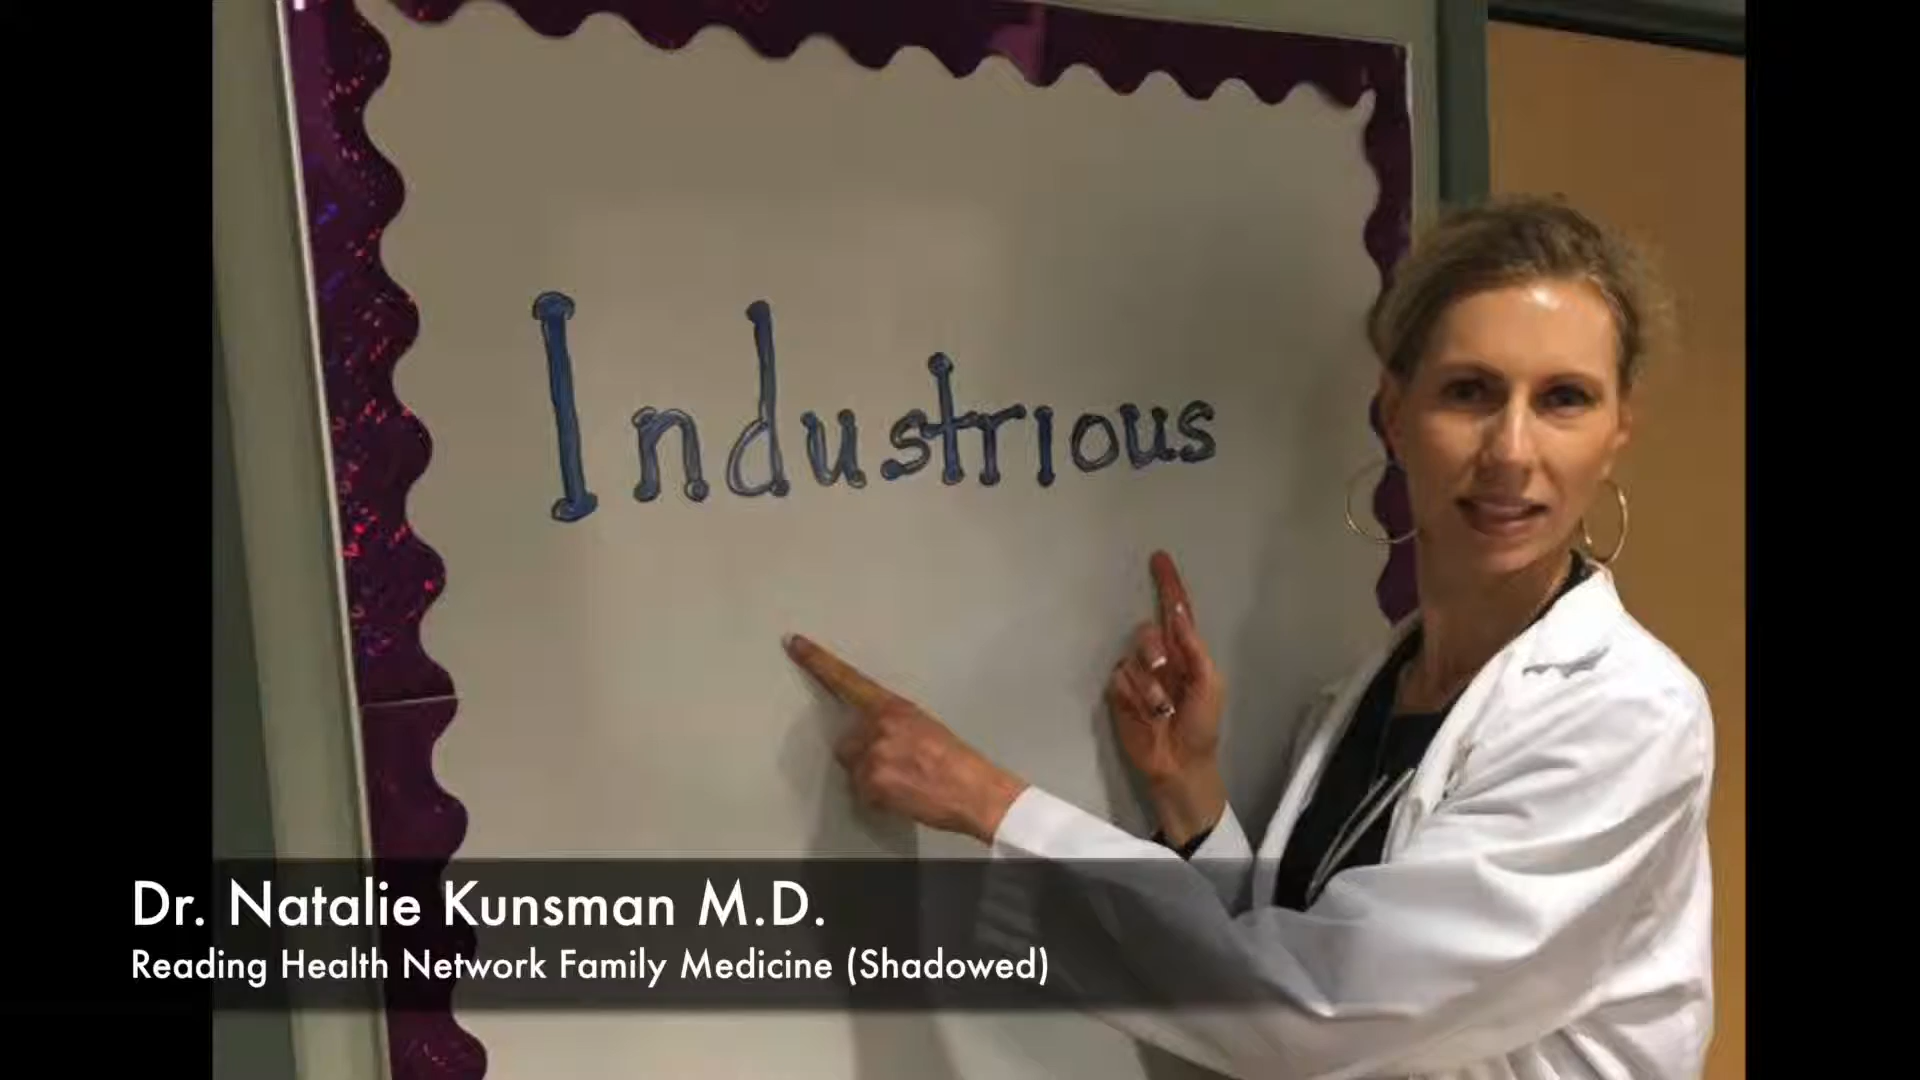 Industrious
Dr. Natalie Kunsman M.D.
Reading Health Network Family Medicine (Shadowed)